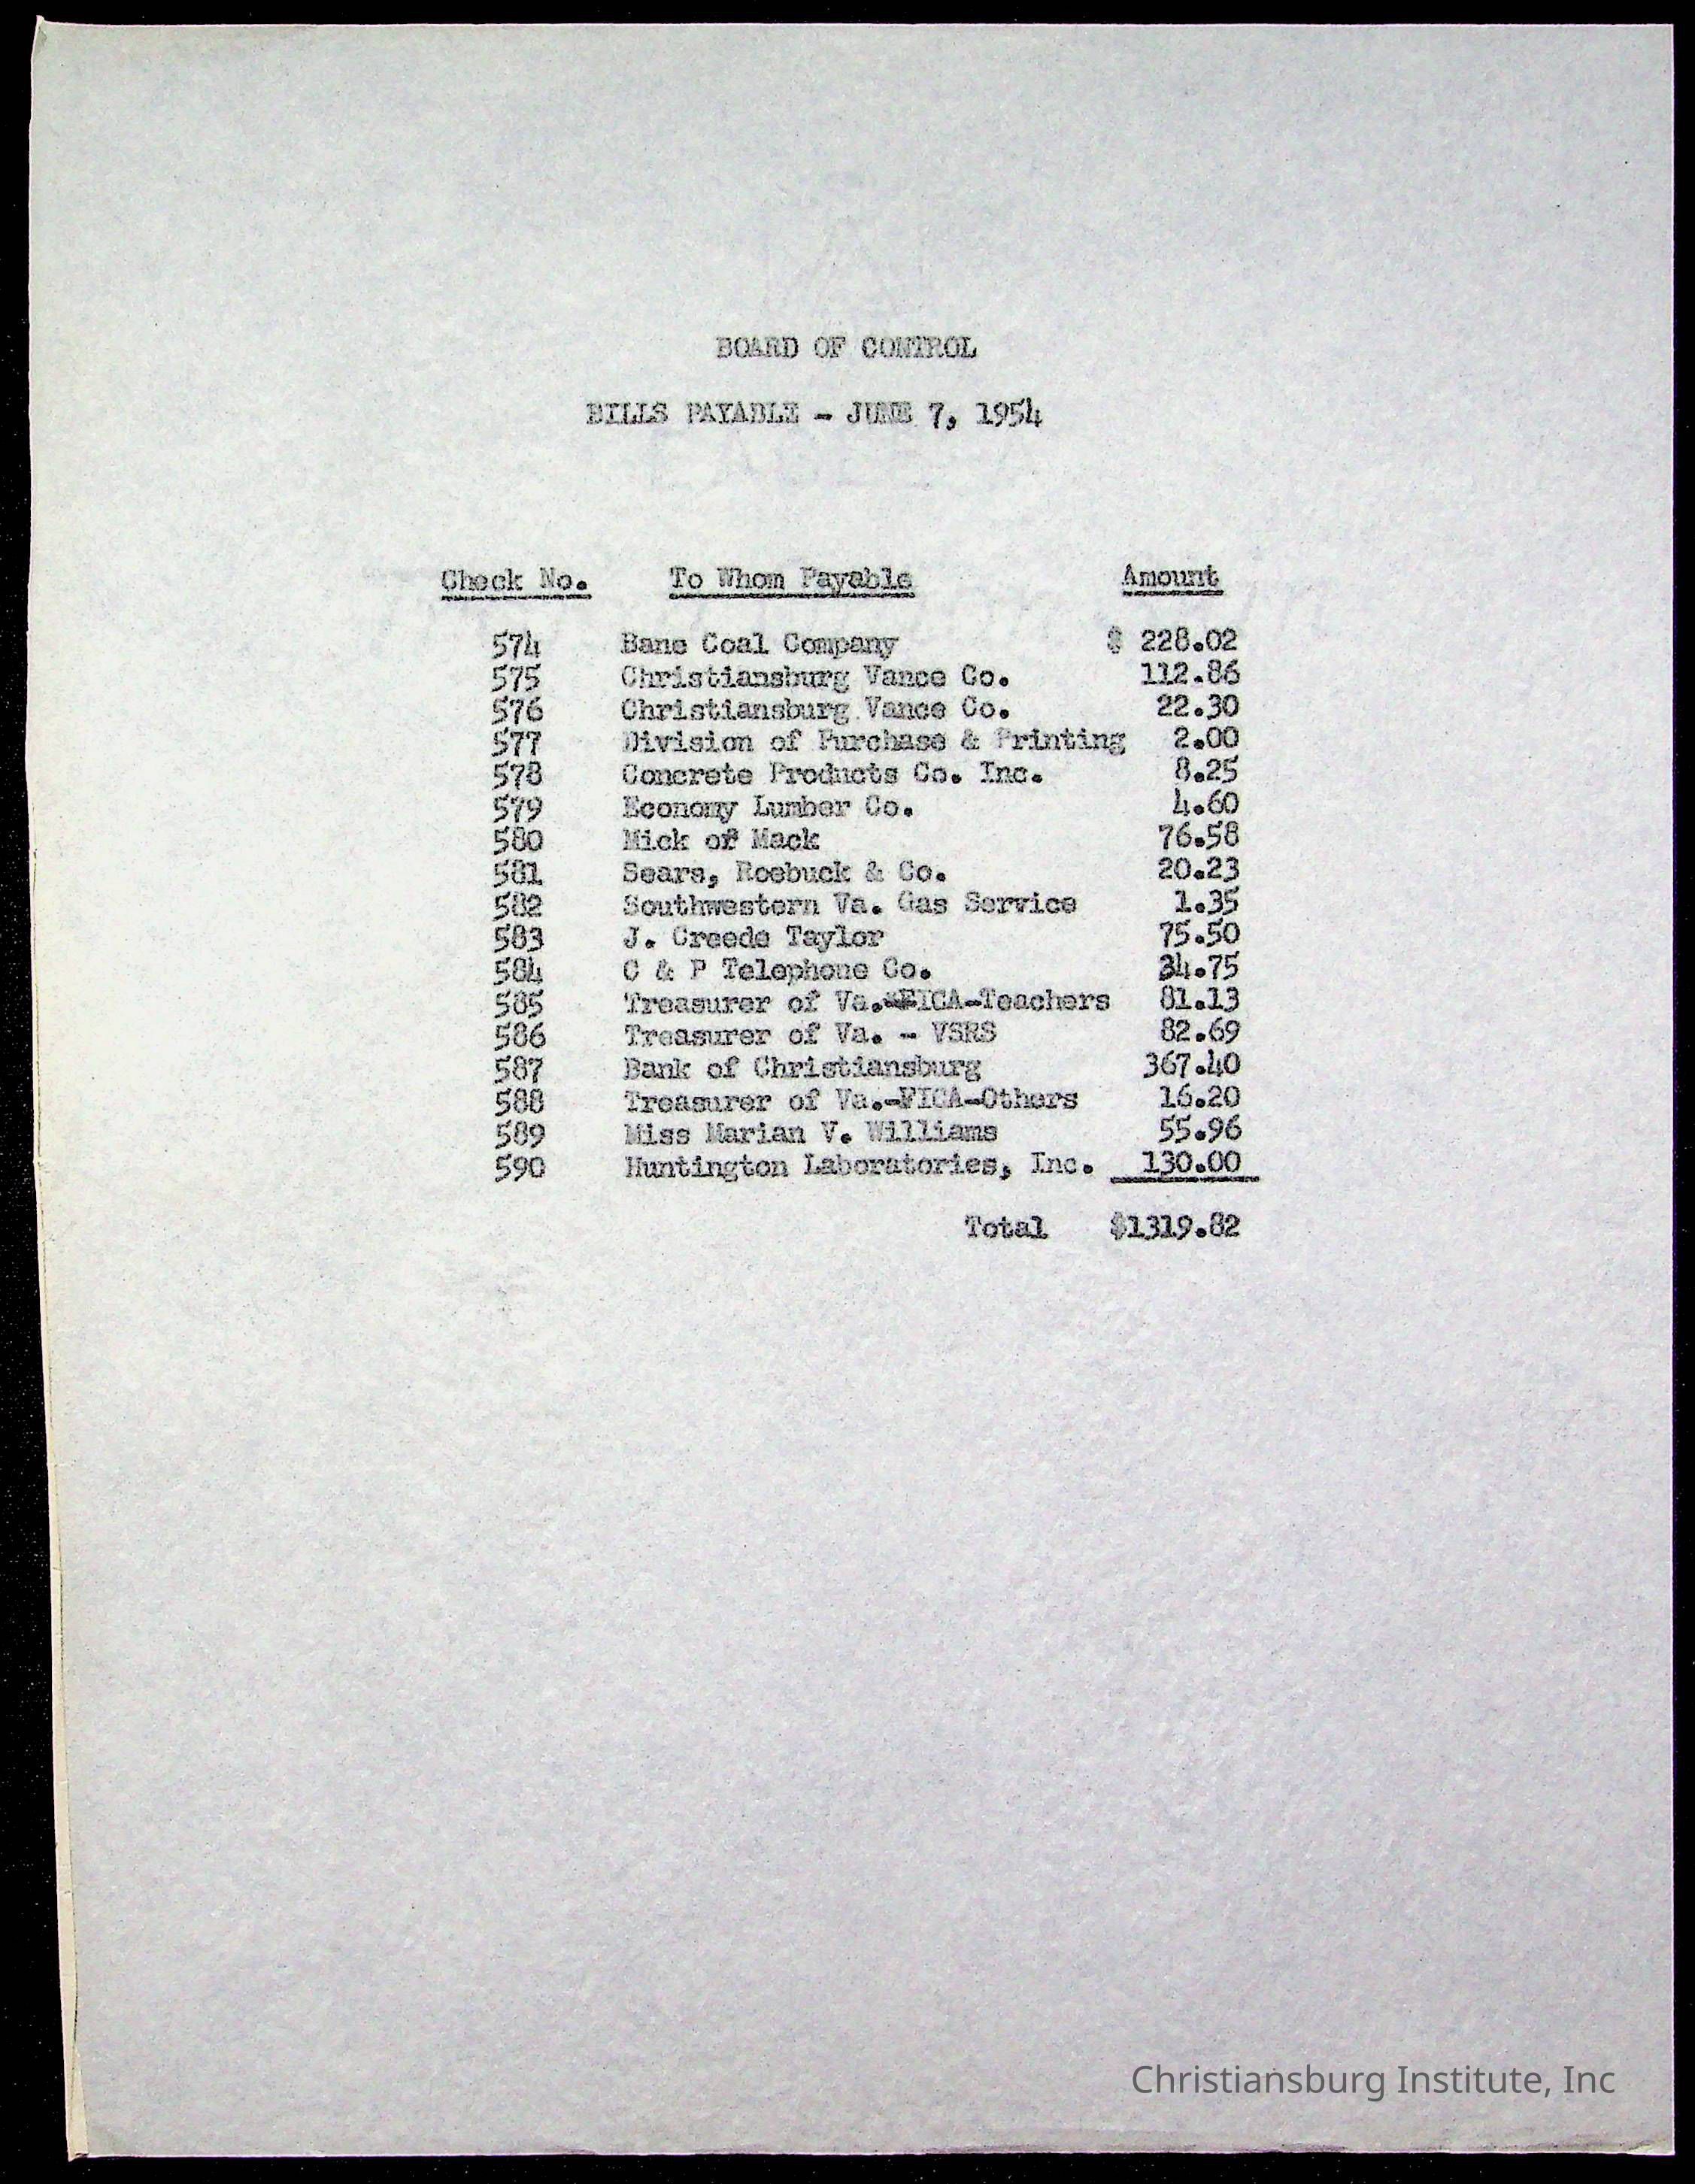 BOARD OF CONTROL
BILLS PAYABLE - JUNE 7, 1954
Check No. To Whom Payable Amount
574 Bane Coal Company $ 228.02
575 Christiansburg Vance Co. 112.86
576 Christiansburg Vance Co. 22.30
577 Division of Purchase & Printing 2.00
578 Concrete Products Co. Inc. 8.25
579 Economy Lumber Co. 4.60
580 Mick of Mack 76.58
581 Sears, Roebuck & Co. 20.23
582 Southwestern Va. Gas Service 1.35
583 J. Creede Taylor 75.50
584 C & P Telephone Co. 34.75
585 Treasurer of Va.-FICA-Teachers 81.13
586 Treasurer of Va. - VSRS 82.69
587 Bank of Christiansburg 367.40
588 Treasurer of Va.-FICA-Others 16.20
589 Miss Marian V. Williams 55.96
590 Huntington Laboratories, Inc. 130.00
Total $1319.82
Christiansburg Institute, Inc